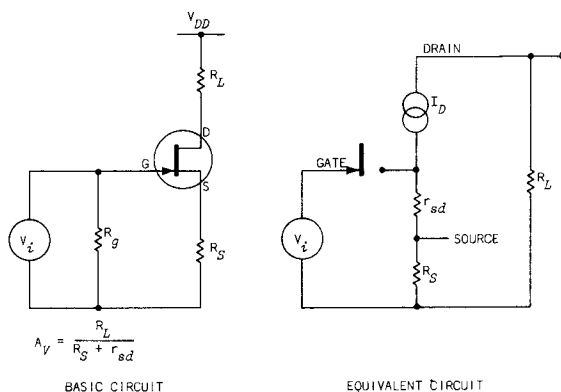 V_DD
R_L
D
G
S
V_i
R_g
R_S
A_V = R_L / (R_S + r_sd)
BASIC CIRCUIT
DRAIN
I_D
GATE
R_L
r_sd
V_i
SOURCE
R_S
EQUIVALENT CIRCUIT